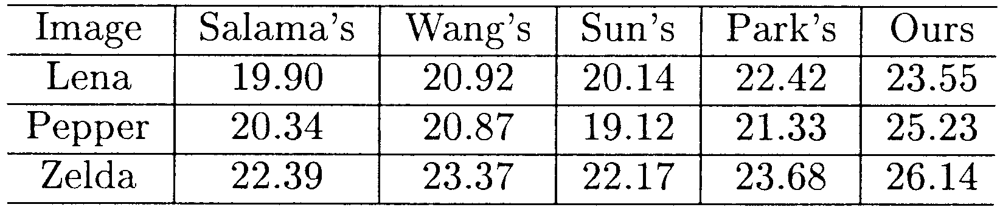 Image Salama's Wang's Sun's Park's Ours
Lena 19.90 20.92 20.14 22.42 23.55
Pepper 20.34 20.87 19.12 21.33 25.23
Zelda 22.39 23.37 22.17 23.68 26.14